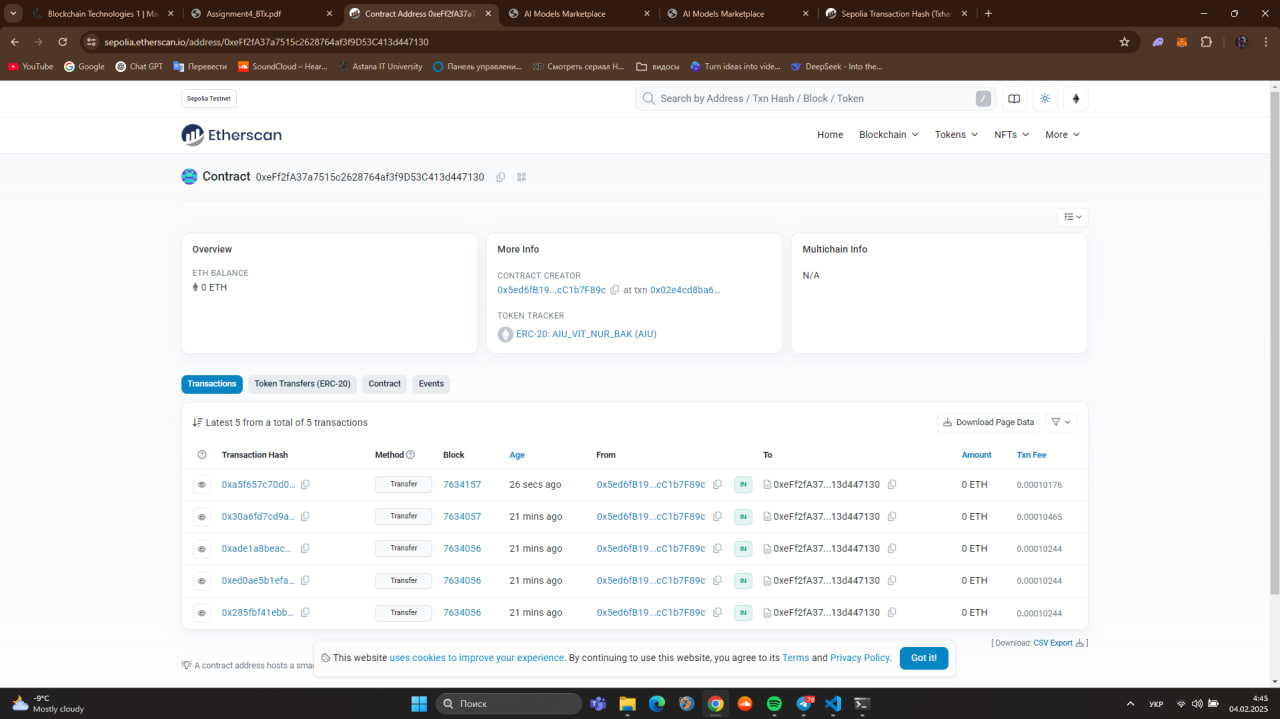 Blockchain Technologies 1 | Ma
Assignment4_BTx.pdf
Contract Address 0xeFf2fA37a7
AI Models Marketplace
AI Models Marketplace
Sepolia Transaction Hash (Txhas
sepolia.etherscan.io/address/0xeFf2fA37a7515c2628764af3f9D53C413d447130
YouTube
Google
Chat GPT
Перевести
SoundCloud – Hear...
Astana IT University
Панель управлени...
Смотреть сериал Н...
видосы
Turn ideas into vide...
DeepSeek - Into the...
Sepolia Testnet
Search by Address / Txn Hash / Block / Token
/
Etherscan
Home
Blockchain
Tokens
NFTs
More
Contract 0xeFf2fA37a7515c2628764af3f9D53C413d447130
Overview
ETH BALANCE
0 ETH
More Info
CONTRACT CREATOR
0x5ed6fB19...cC1b7F89c at txn 0x02e4cd8ba6...
TOKEN TRACKER
ERC-20: AIU_VIT_NUR_BAK (AIU)
Multichain Info
N/A
Transactions
Token Transfers (ERC-20)
Contract
Events
Latest 5 from a total of 5 transactions
Download Page Data
Transaction Hash Method Block Age From To Amount Txn Fee
0xa5f657c70d0... Transfer 7634157 26 secs ago 0x5ed6fB19...cC1b7F89c IN 0xeFf2fA37...13d447130 0 ETH 0.00010176
0x30a6fd7cd9a... Transfer 7634057 21 mins ago 0x5ed6fB19...cC1b7F89c IN 0xeFf2fA37...13d447130 0 ETH 0.00010465
0xade1a8beac... Transfer 7634056 21 mins ago 0x5ed6fB19...cC1b7F89c IN 0xeFf2fA37...13d447130 0 ETH 0.00010244
0xed0ae5b1efa... Transfer 7634056 21 mins ago 0x5ed6fB19...cC1b7F89c IN 0xeFf2fA37...13d447130 0 ETH 0.00010244
0x285fbf41ebb... Transfer 7634056 21 mins ago 0x5ed6fB19...cC1b7F89c IN 0xeFf2fA37...13d447130 0 ETH 0.00010244
[ Download: CSV Export ]
A contract address hosts a sma
This website uses cookies to improve your experience. By continuing to use this website, you agree to its Terms and Privacy Policy.
Got it!
-9°C
Mostly cloudy
Поиск
УКР
4:45
04.02.2025